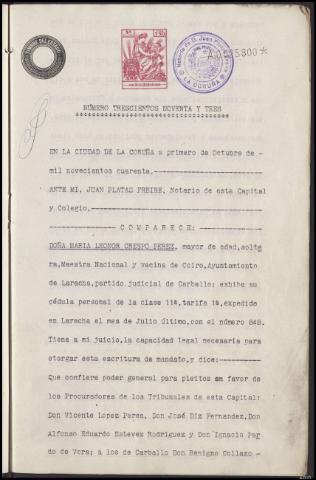 NÚMERO TRESCIENTOS NOVENTA Y TRES
EN LA CIUDAD DE LA CORUÑA a primero de Octubre de -
mil novecientos cuarenta.
ANTE MI, JUAN PLATAS FREIRE, Notario de esta Capital
y Colegio,
COMPARECE:
DOÑA MARIA LEONOR CRESPO PEREZ, mayor de edad, solte
ra, Maestra Nacional y vecina de Coiro, Ayuntamiento
de Laracha, partido judicial de Carballo; exhibe su
cédula personal de la clase 11ª, tarifa 1ª, expedida
en Laracha el mes de Julio último, con el número 848.
Tiene a mi juicio, la capacidad legal necesaria para
otorgar esta escritura de mandato, y dice:
Que confiere poder general para pleitos en favor de
los Procuradores de los Tribunales de esta Capital:
Don Vicente Lopez Perea, Don José Diz Fernandez, Don
Alfonso Eduardo Estevez Rodriguez y Don Ignacio Par
do de Vera; a los de Carballo Don Benigno Collazo -